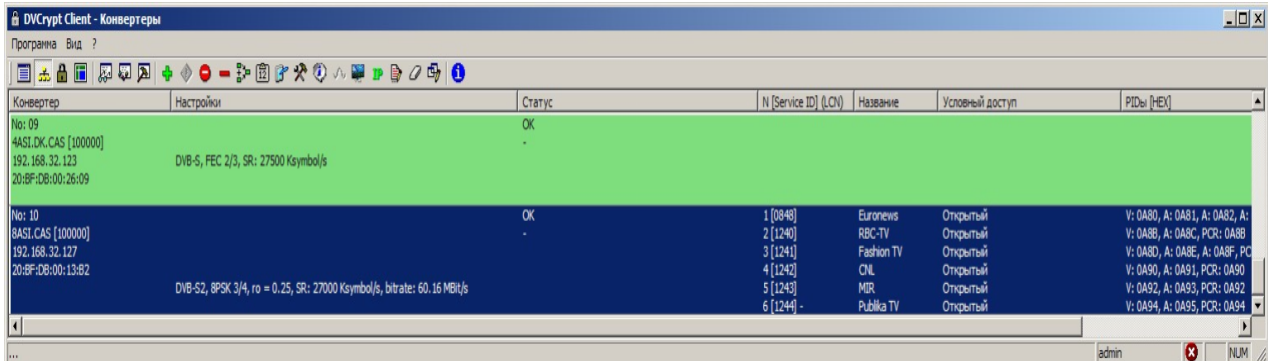 DVCrypt Client - Конвертеры
Программа Вид ?
IP
Конвертер Настройки Статус N [Service ID] (LCN) Название Условный доступ PIDы [HEX]
No: 09 OK
4ASI.DK.CAS [100000] -
192.168.32.123 DVB-S, FEC 2/3, SR: 27500 Ksymbol/s
20:BF:DB:00:26:09
No: 10 OK 1 [0848] Euronews Открытый V: 0A80, A: 0A81, A: 0A82, A:
8ASI.CAS [100000] - 2 [1240] RBC-TV Открытый V: 0A8B, A: 0A8C, PCR: 0A8B
192.168.32.127 3 [1241] Fashion TV Открытый V: 0A8D, A: 0A8E, A: 0A8F, PC
20:BF:DB:00:13:B2 4 [1242] CNL Открытый V: 0A90, A: 0A91, PCR: 0A90
DVB-S2, 8PSK 3/4, ro = 0.25, SR: 27000 Ksymbol/s, bitrate: 60.16 MBit/s 5 [1243] MIR Открытый V: 0A92, A: 0A93, PCR: 0A92
6 [1244] - Publika TV Открытый V: 0A94, A: 0A95, PCR: 0A94
... admin NUM